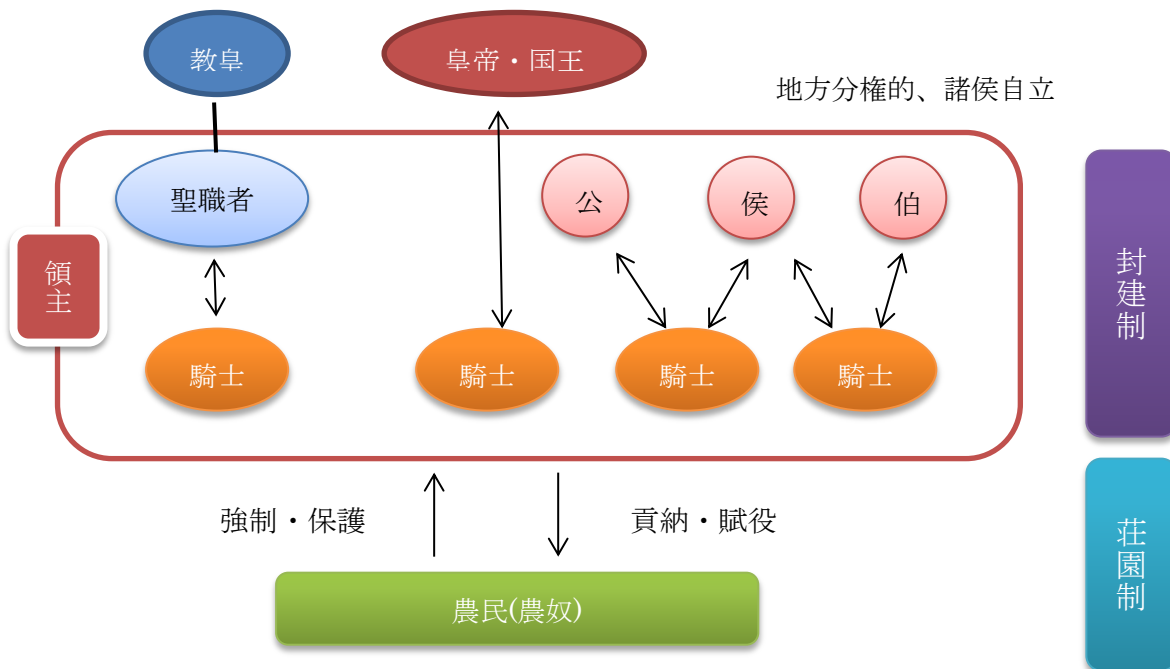 教皇
皇帝・国王
地方分権的、諸侯自立
聖職者
公
侯
伯
領主
封建制
騎士
騎士
騎士
騎士
強制・保護
貢納・賦役
荘園制
農民(農奴)